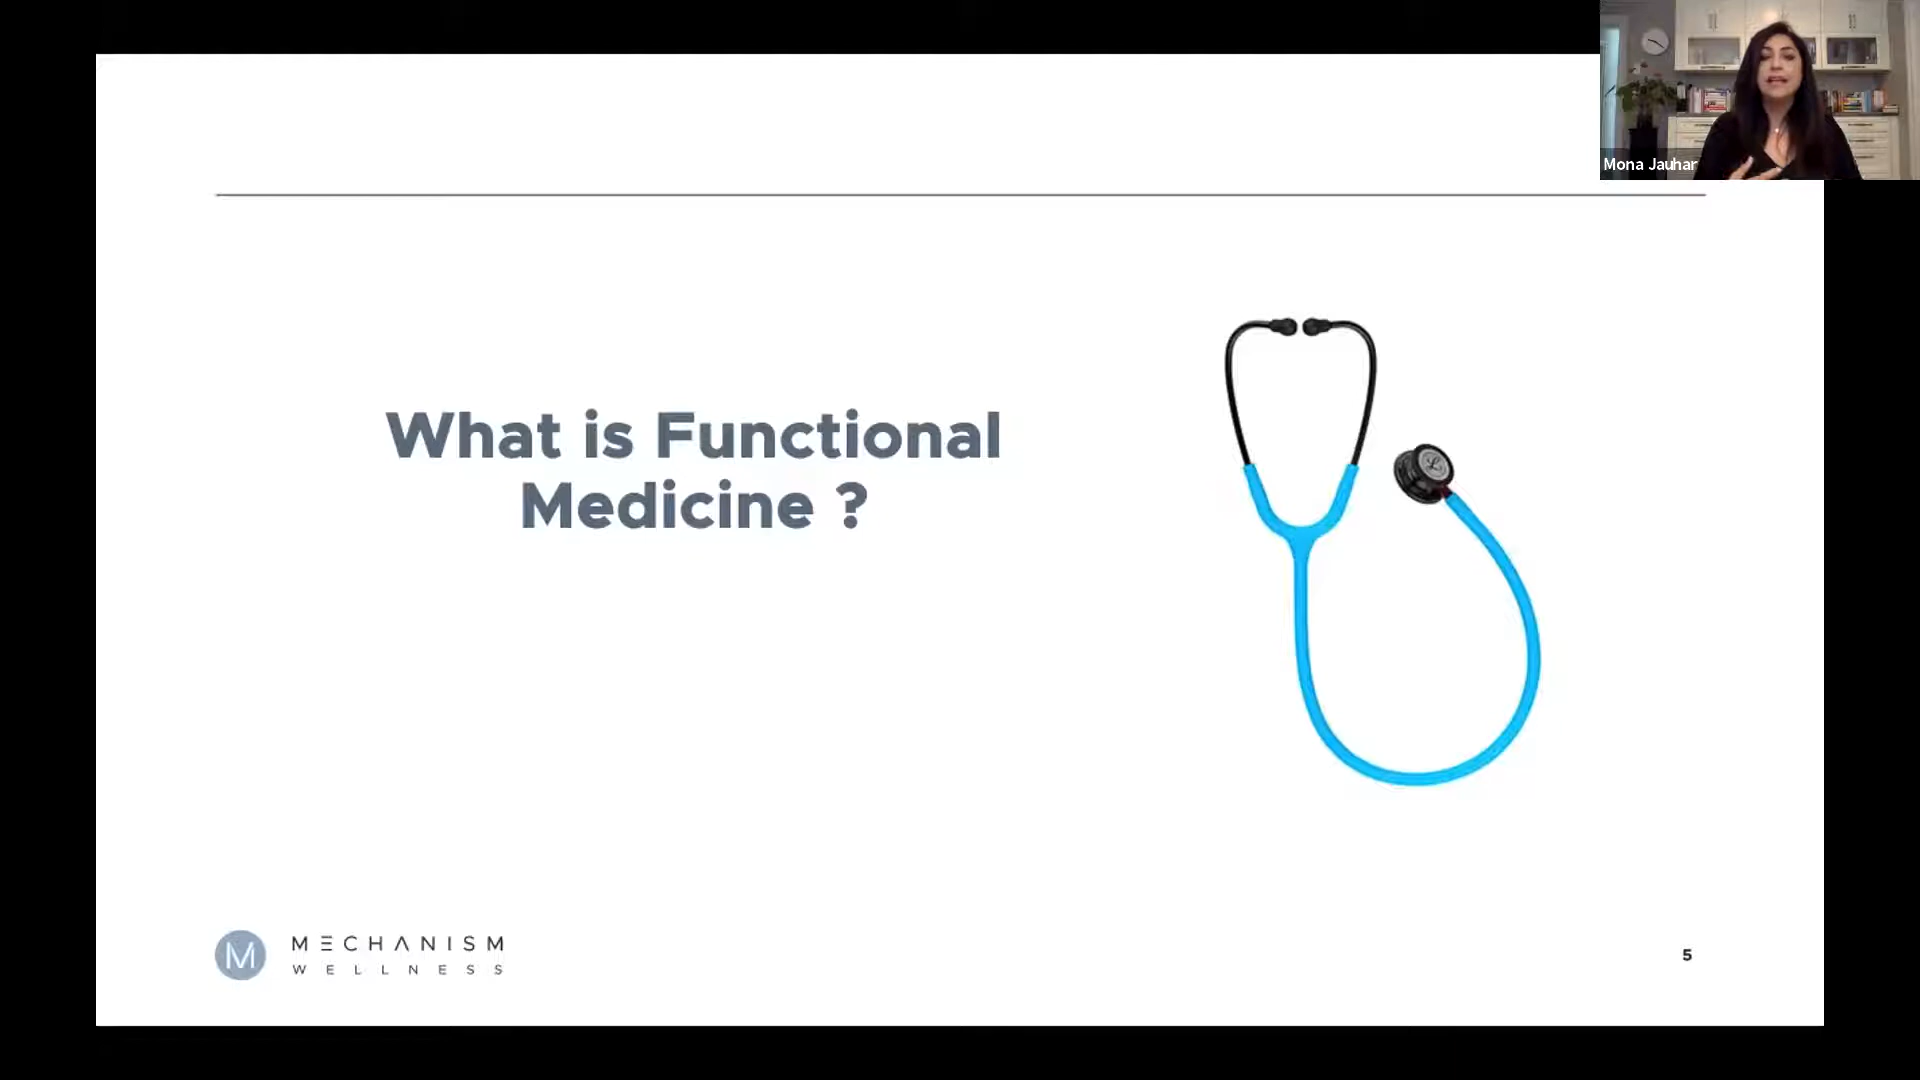 Mona Jauhar
What is Functional
Medicine ?
M
MECHANISM
WELLNESS
5